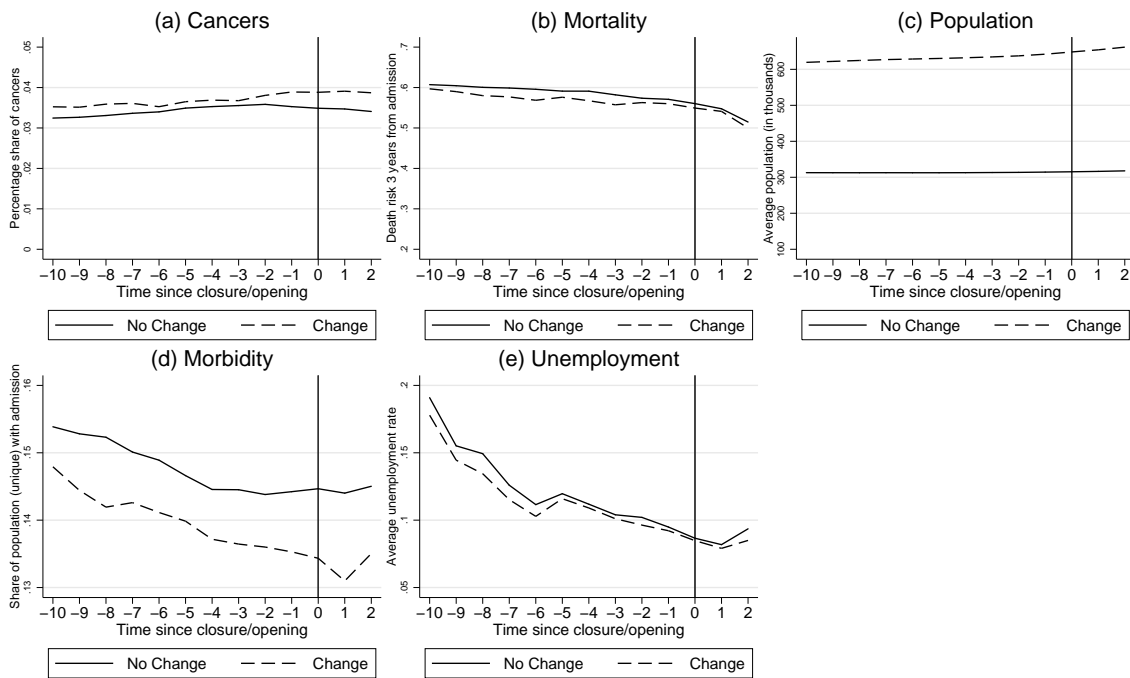 (a) Cancers
Percentage share of cancers
.05
.04
.03
.02
.01
0
−10 −9 −8 −7 −6 −5 −4 −3 −2 −1 0 1 2
Time since closure/opening
No Change Change
(b) Mortality
Death risk 3 years from admission
.7
.6
.5
.4
.3
.2
−10 −9 −8 −7 −6 −5 −4 −3 −2 −1 0 1 2
Time since closure/opening
No Change Change
(c) Population
Average population (in thousands)
600
500
400
300
200
100
−10 −9 −8 −7 −6 −5 −4 −3 −2 −1 0 1 2
Time since closure/opening
No Change Change
(d) Morbidity
Share of population (unique) with admission
.16
.15
.14
.13
−10 −9 −8 −7 −6 −5 −4 −3 −2 −1 0 1 2
Time since closure/opening
No Change Change
(e) Unemployment
Average unemployment rate
.2
.15
.1
.05
−10 −9 −8 −7 −6 −5 −4 −3 −2 −1 0 1 2
Time since closure/opening
No Change Change